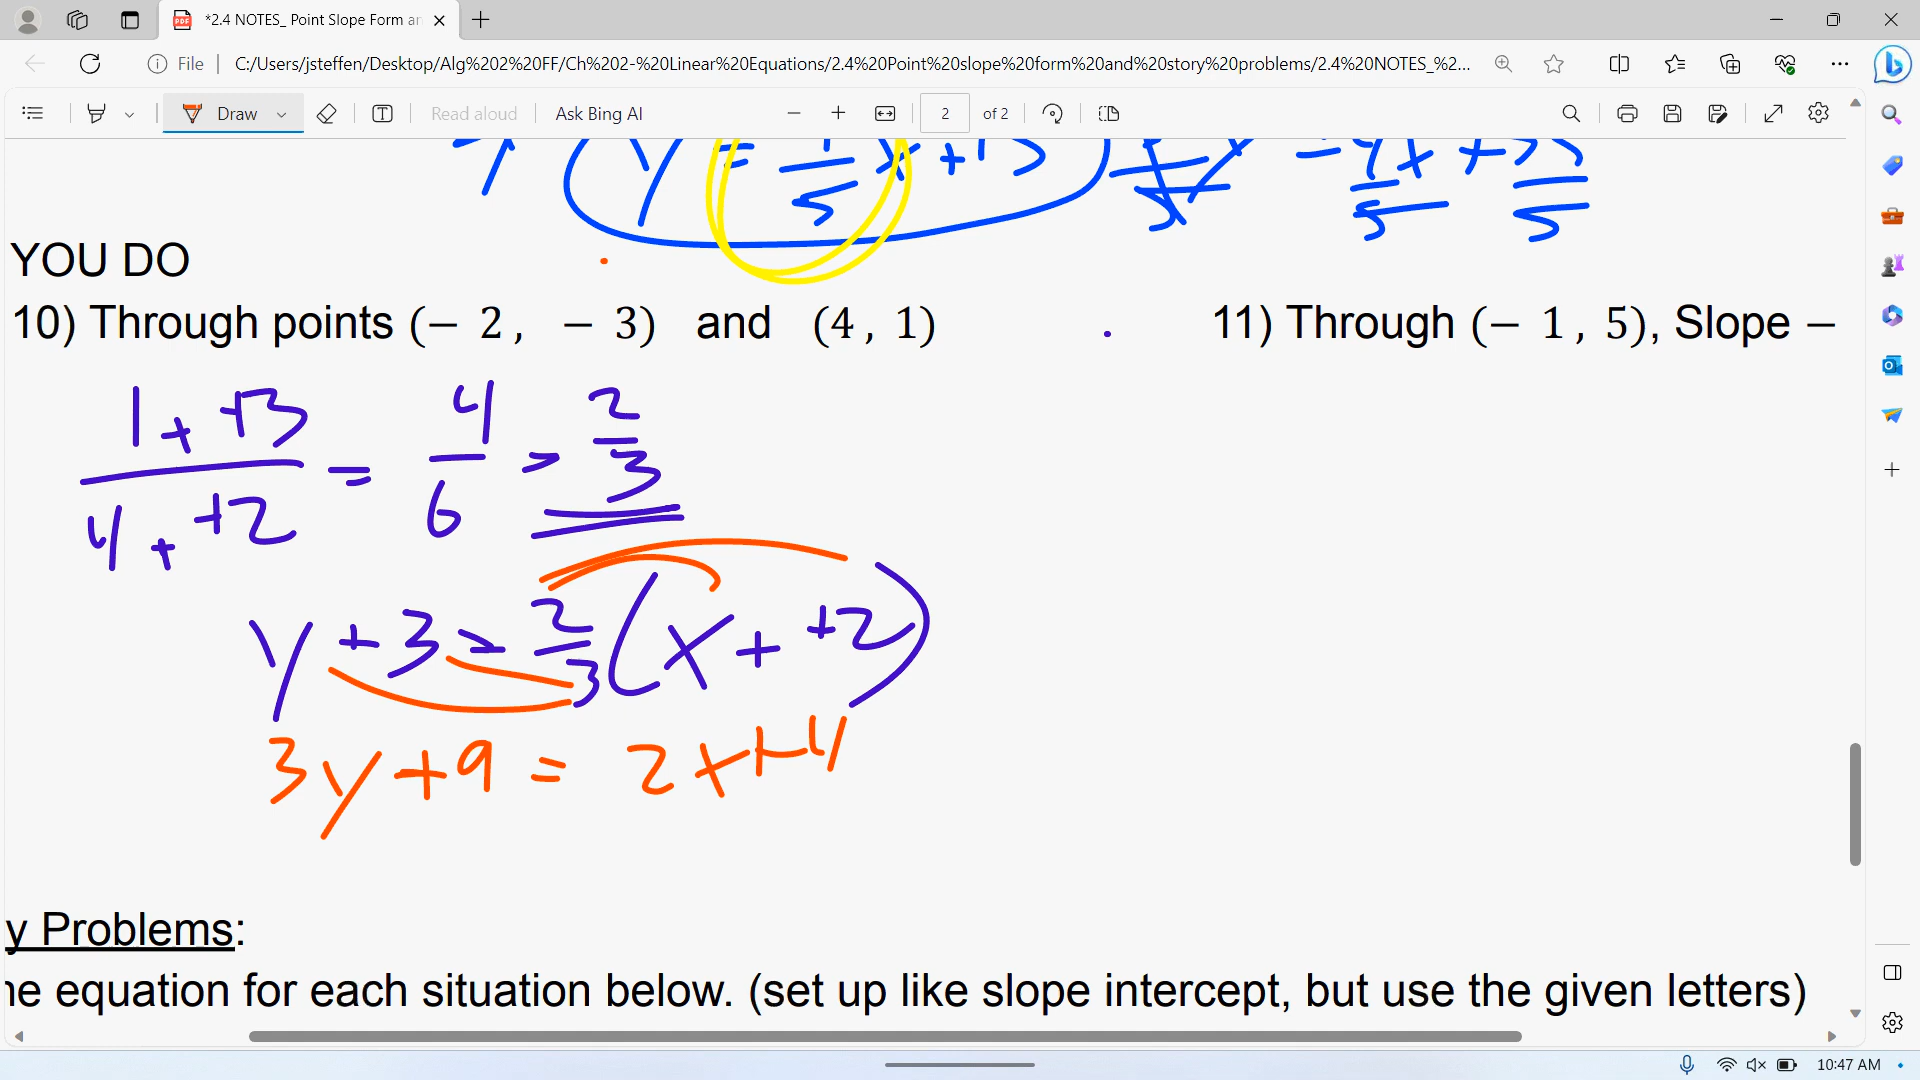 *2.4 NOTES_ Point Slope Form ar
File
C:/Users/jsteffen/Desktop/Alg%202%20FF/Ch%202-%20Linear%20Equations/2.4%20Point%20slope%20form%20and%20story%20problems/2.4%20NOTES_%2...
Draw
Read aloud
Ask Bing AI
2
of 2
YOU DO
10) Through points (− 2, − 3) and (4, 1)
11) Through (− 1, 5), Slope −
1 + +3 / 4 + +2 = 4/6 = 2/3
y + 3 = 2/3 (x + +2)
3y + 9 = 2x + 4
y Problems:
ne equation for each situation below. (set up like slope intercept, but use the given letters)
10:47 AM